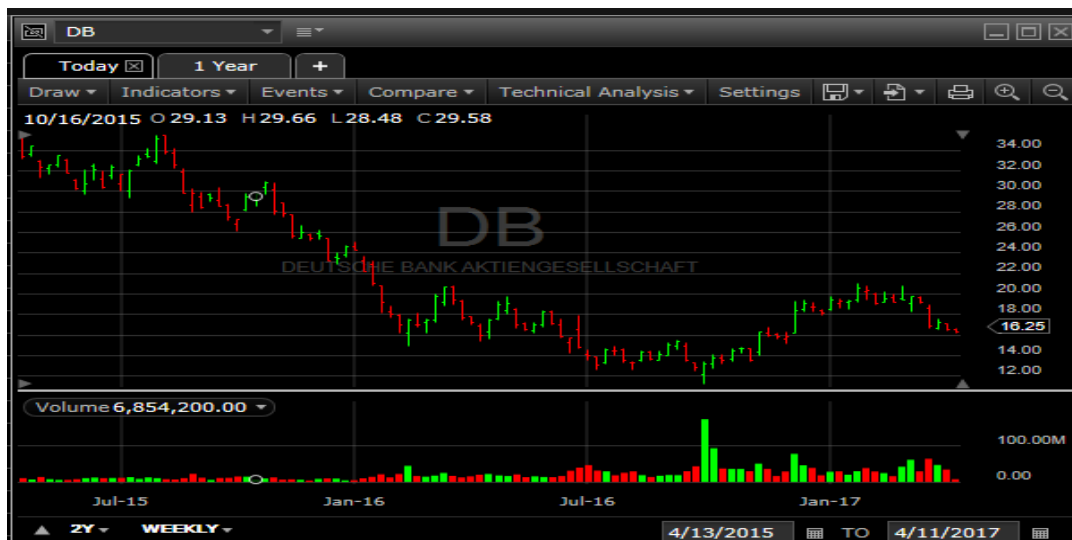 DB
Today 1 Year +
Draw Indicators Events Compare Technical Analysis Settings
10/16/2015 O 29.13 H 29.66 L 28.48 C 29.58
34.00
32.00
30.00
28.00
26.00
24.00
22.00
20.00
18.00
16.25
14.00
12.00
DB
DEUTSCHE BANK AKTIENGESELLSCHAFT
Volume 6,854,200.00
100.00M
0.00
Jul-15 Jan-16 Jul-16 Jan-17
2Y WEEKLY 4/13/2015 TO 4/11/2017